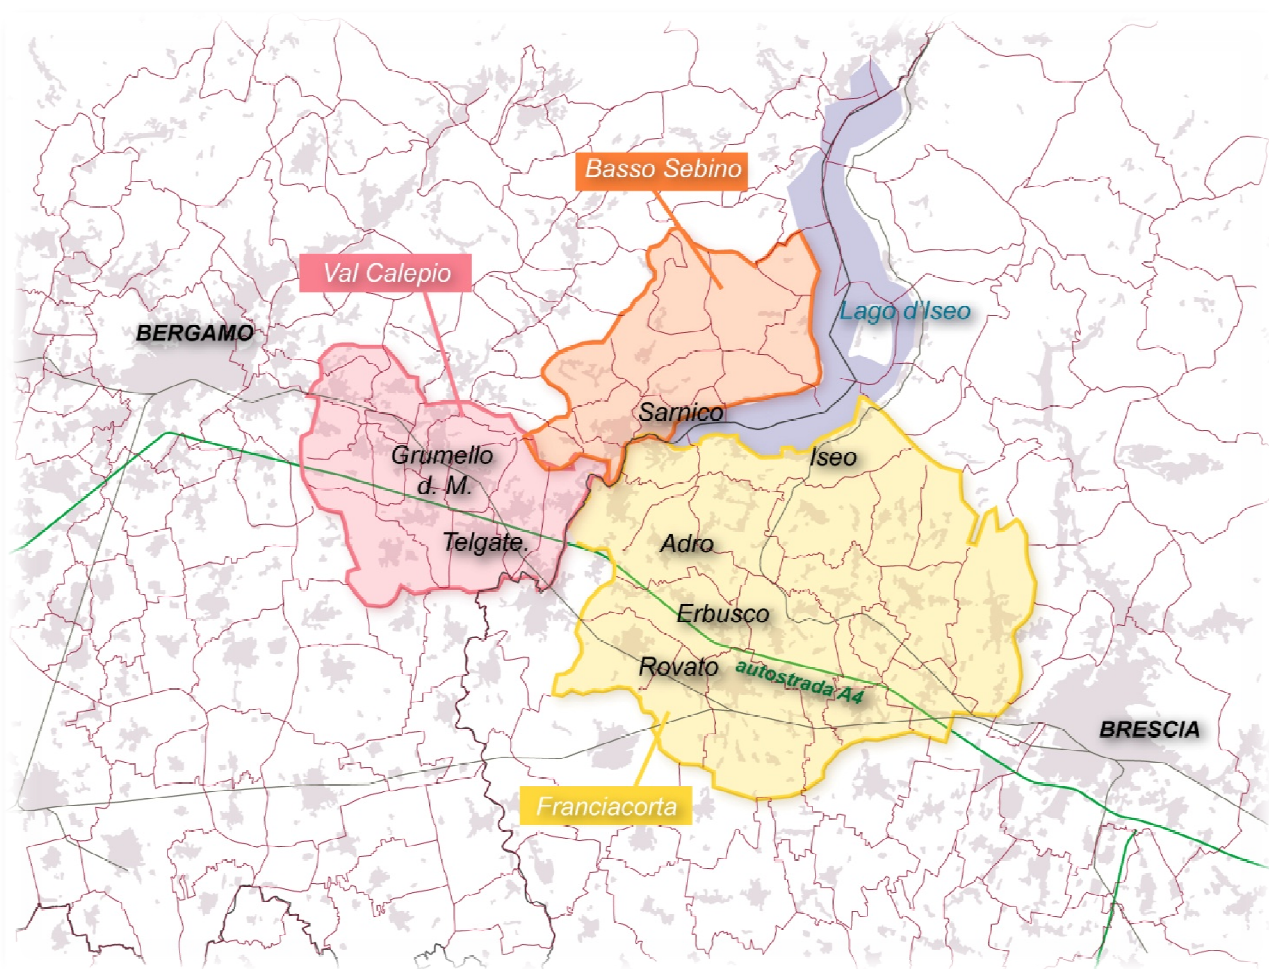 Basso Sebino
Val Calepio
Lago d'Iseo
BERGAMO
Sarnico
Grumello
d. M.
Iseo
Telgate.
Adro
Erbusco
Rovato
autostrada A4
BRESCIA
Franciacorta